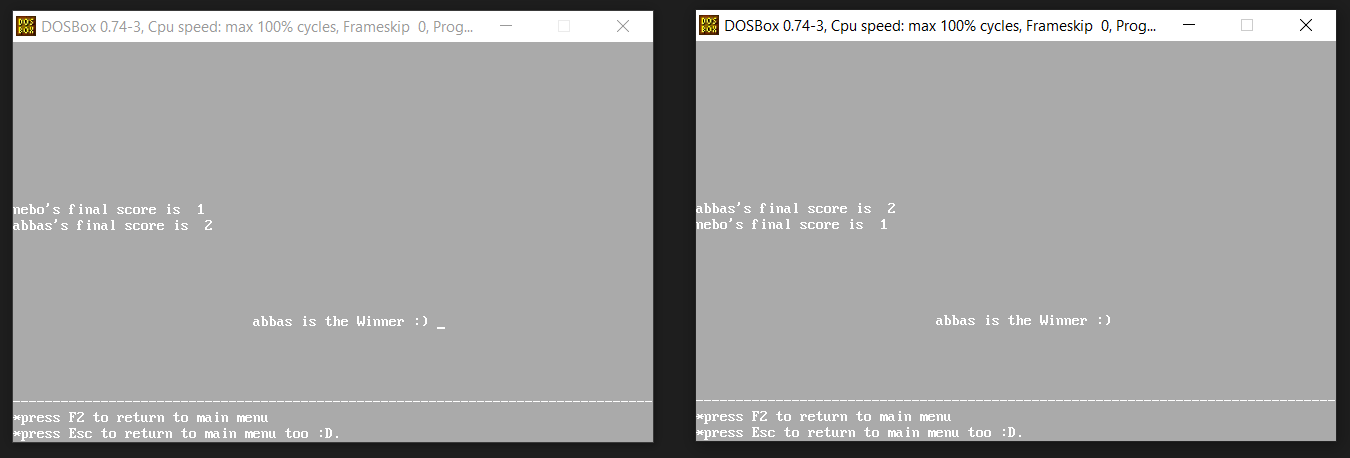 DOSBox 0.74-3, Cpu speed: max 100% cycles, Frameskip 0, Prog...
nebo's final score is 1
abbas's final score is 2
abbas is the Winner :) _
*press F2 to return to main menu
*press Esc to return to main menu too :D.
DOSBox 0.74-3, Cpu speed: max 100% cycles, Frameskip 0, Prog...
abbas's final score is 2
nebo's final score is 1
abbas is the Winner :)
*press F2 to return to main menu
*press Esc to return to main menu too :D.